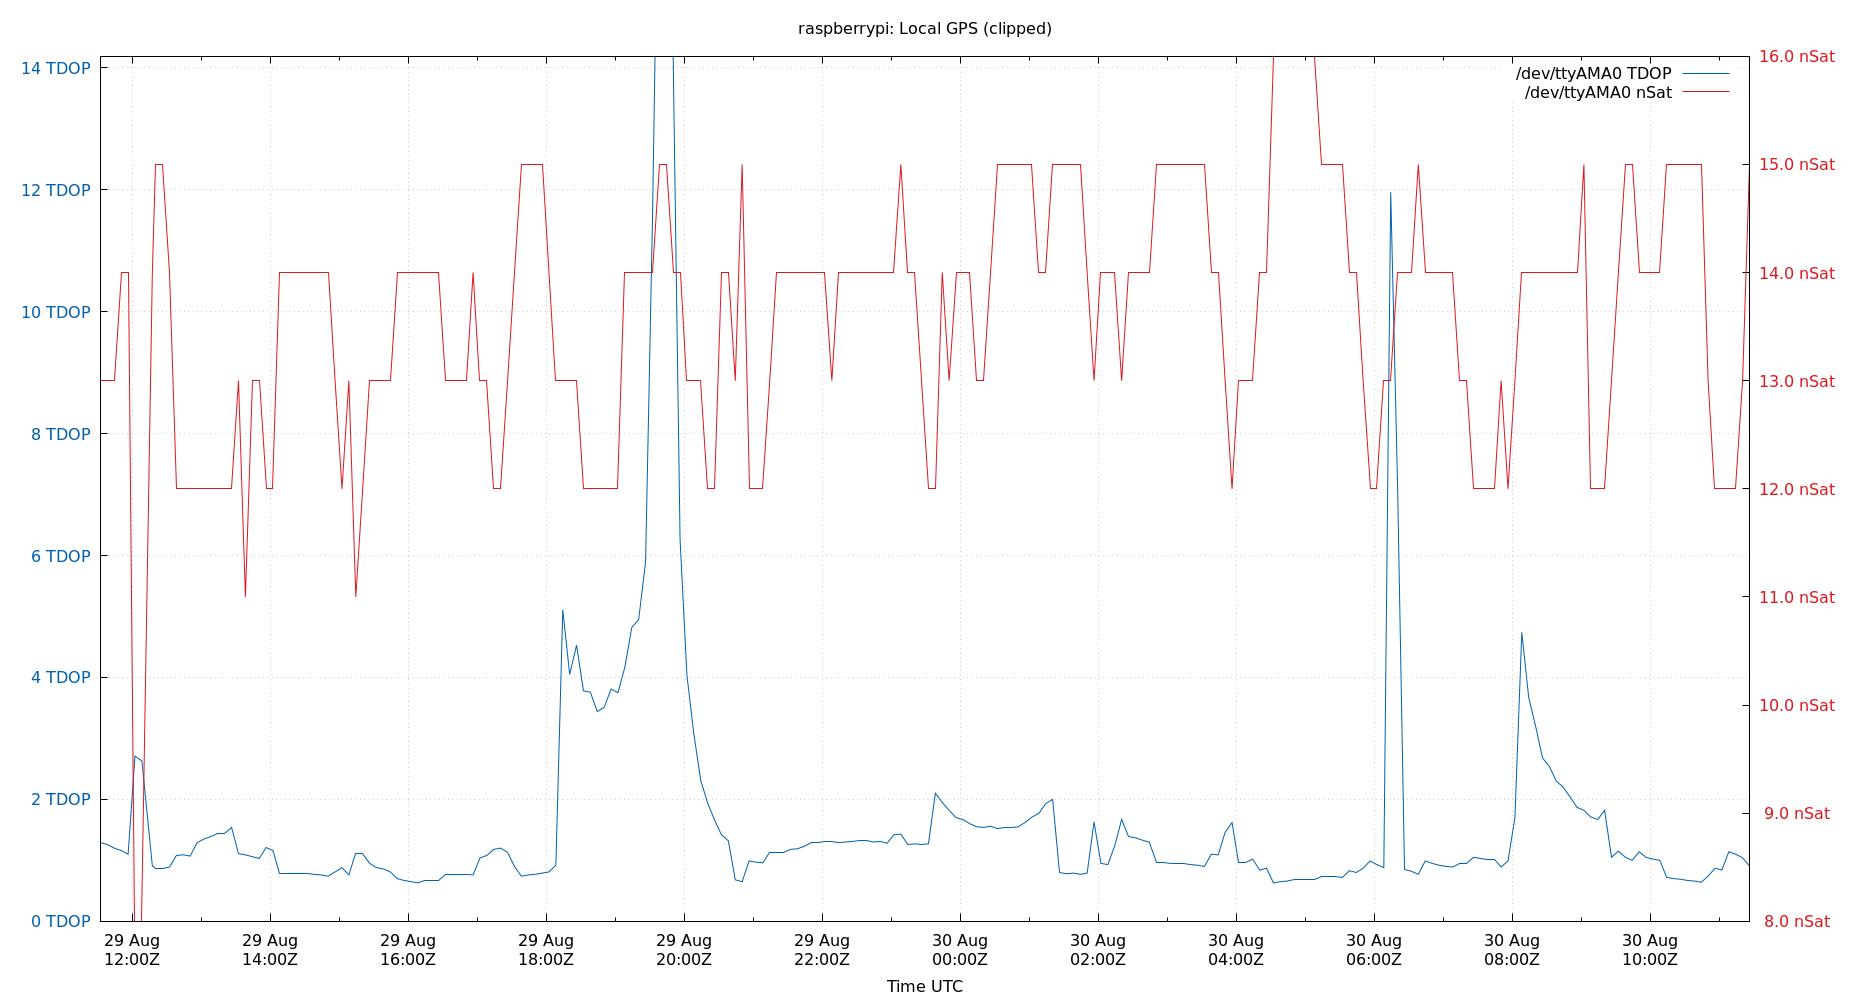 raspberrypi: Local GPS (clipped)
14 TDOP
12 TDOP
10 TDOP
8 TDOP
6 TDOP
4 TDOP
2 TDOP
0 TDOP
16.0 nSat
15.0 nSat
14.0 nSat
13.0 nSat
12.0 nSat
11.0 nSat
10.0 nSat
9.0 nSat
8.0 nSat
/dev/ttyAMA0 TDOP
/dev/ttyAMA0 nSat
29 Aug
12:00Z
29 Aug
14:00Z
29 Aug
16:00Z
29 Aug
18:00Z
29 Aug
20:00Z
29 Aug
22:00Z
30 Aug
00:00Z
30 Aug
02:00Z
30 Aug
04:00Z
30 Aug
06:00Z
30 Aug
08:00Z
30 Aug
10:00Z
Time UTC